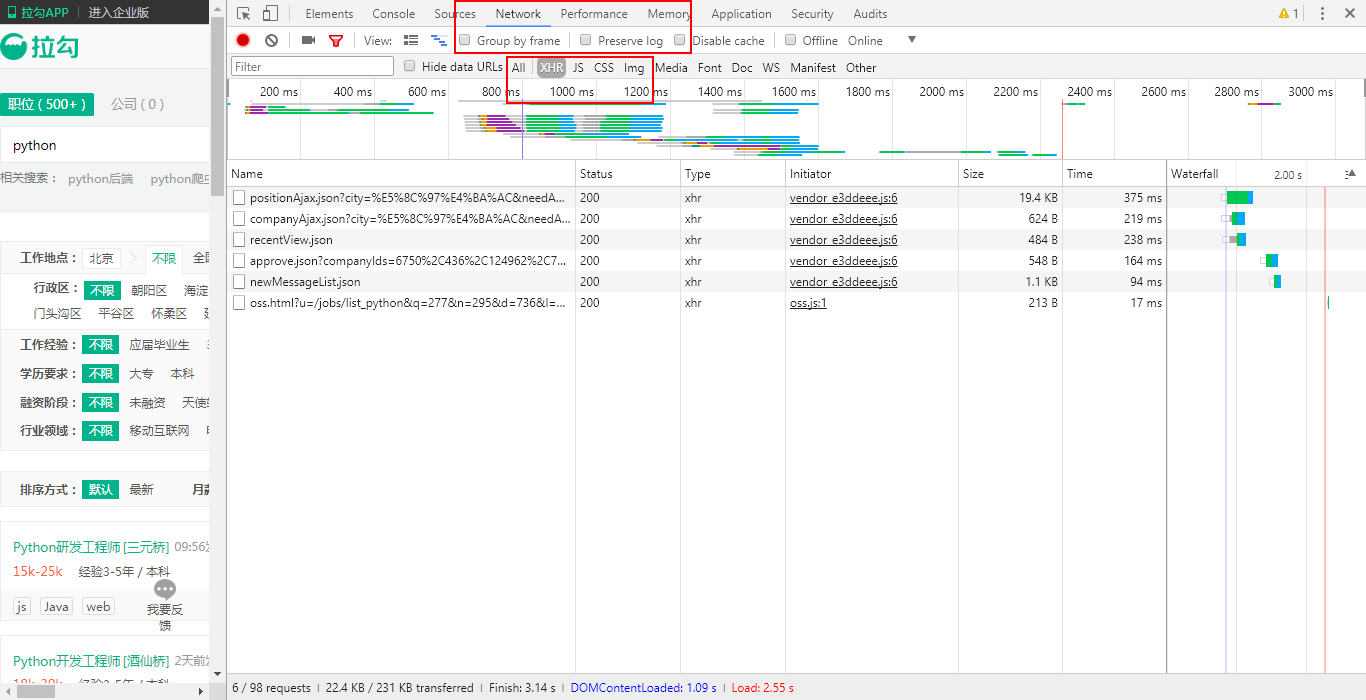 拉勾APP 进入企业版
拉勾
职位 ( 500+ ) 公司 ( 0 )
python
相关搜索： python后端 python爬
工作地点： 北京 不限 全
行政区： 不限 朝阳区 海淀
门头沟区 平谷区 怀柔区
工作经验： 不限 应届毕业生
学历要求： 不限 大专 本科
融资阶段： 不限 未融资 天使
行业领域： 不限 移动互联网
排序方式： 默认 最新 月薪
Python研发工程师 [三元桥] 09:56发
15k-25k 经验3-5年 / 本科
js Java web
我要反
馈
Python开发工程师 [酒仙桥] 2天前发
18k-30k 经验3-5年 / 本科
Elements Console Sources Network Performance Memory Application Security Audits 1
View: Group by frame Preserve log Disable cache Offline Online
Filter Hide data URLs All XHR JS CSS Img Media Font Doc WS Manifest Other
200 ms 400 ms 600 ms 800 ms 1000 ms 1200 ms 1400 ms 1600 ms 1800 ms 2000 ms 2200 ms 2400 ms 2600 ms 2800 ms 3000 ms
Name Status Type Initiator Size Time Waterfall 2.00 s
positionAjax.json?city=%E5%8C%97%E4%BA%AC&needA... 200 xhr vendor_e3ddeee.js:6 19.4 KB 375 ms
companyAjax.json?city=%E5%8C%97%E4%BA%AC&needA... 200 xhr vendor_e3ddeee.js:6 624 B 219 ms
recentView.json 200 xhr vendor_e3ddeee.js:6 484 B 238 ms
approve.json?companyIds=6750%2C436%2C124962%2C7... 200 xhr vendor_e3ddeee.js:6 548 B 164 ms
newMessageList.json 200 xhr vendor_e3ddeee.js:6 1.1 KB 94 ms
oss.html?u=/jobs/list_python&q=277&n=295&d=736&l=... 200 xhr oss.js:1 213 B 17 ms
6 / 98 requests | 22.4 KB / 231 KB transferred | Finish: 3.14 s | DOMContentLoaded: 1.09 s | Load: 2.55 s